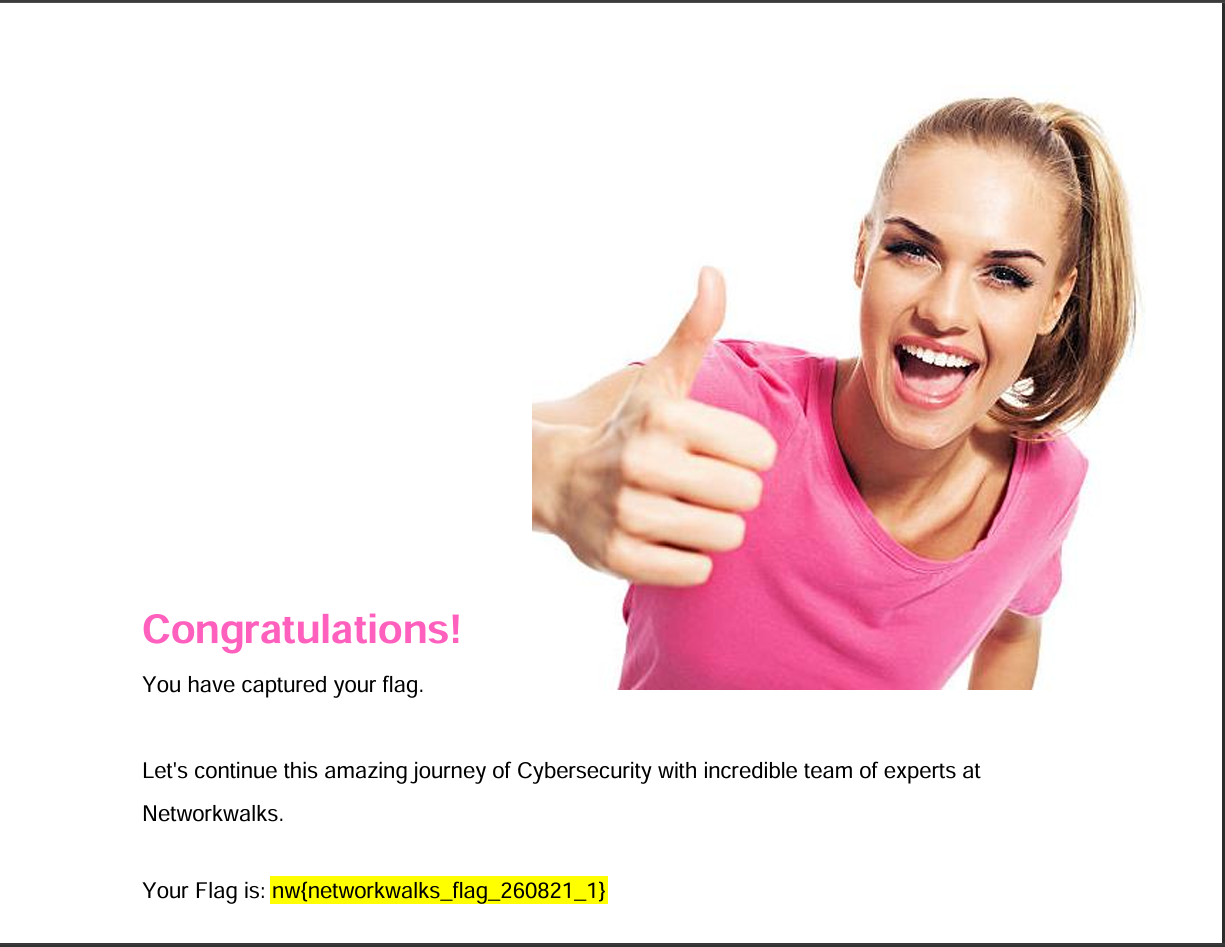 Congratulations!
You have captured your flag.
Let's continue this amazing journey of Cybersecurity with incredible team of experts at
Networkwalks.
Your Flag is: nw{networkwalks_flag_260821_1}